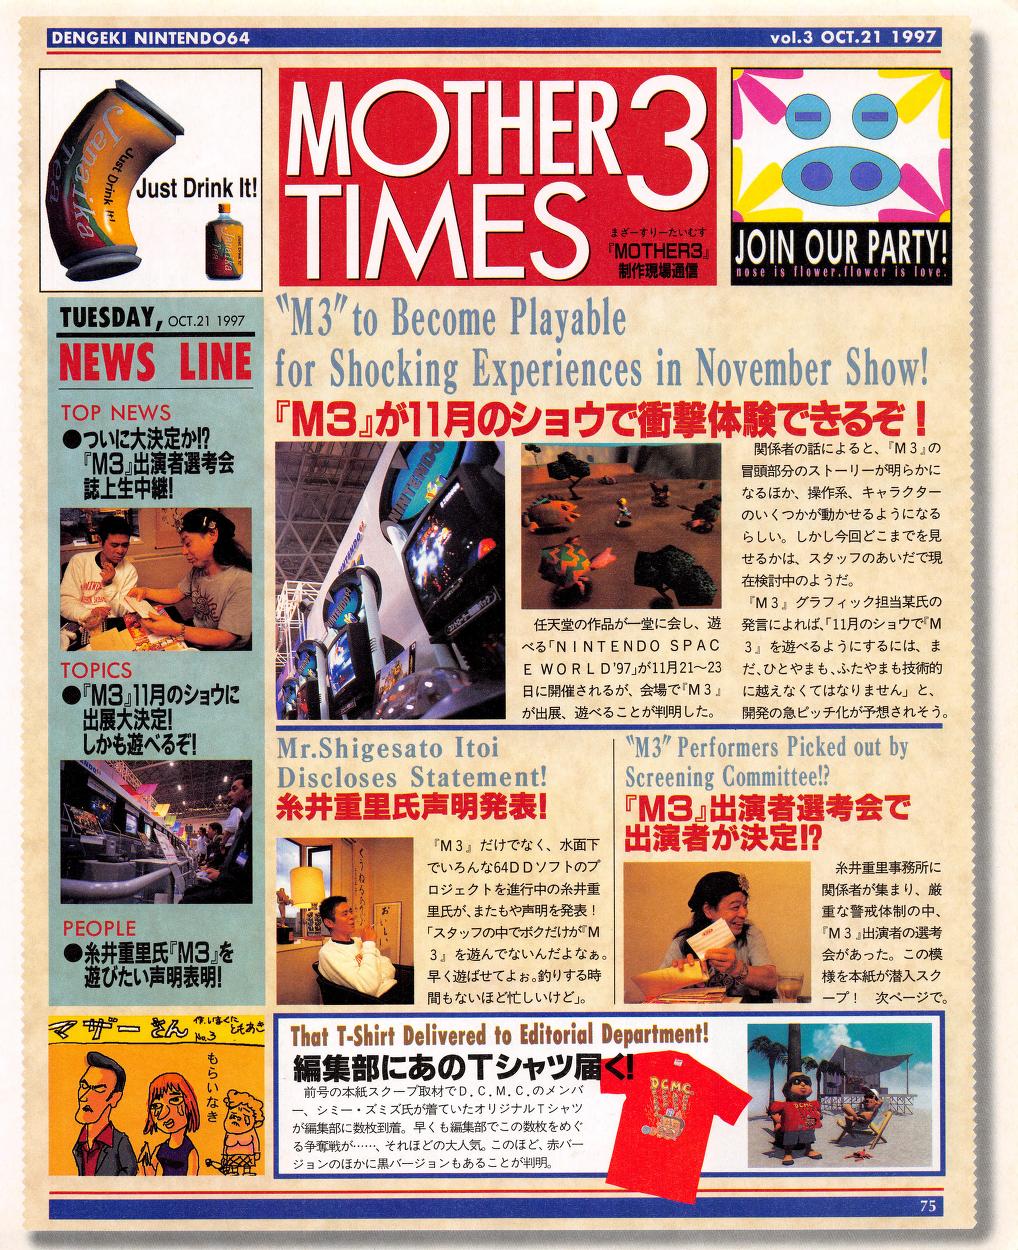 DENGEKI NINTENDO64
vol.3 OCT.21 1997
Jamaika
Tea
Just Drink It!
Just Drink It!
MOTHER 3
TIMES
まざーすりーたいむす
『MOTHER3』
制作現場通信
JOIN OUR PARTY!
nose is flower.flower is love.
TUESDAY, OCT.21 1997
NEWS LINE
TOP NEWS
●ついに大決定か!?
『M3』出演者選考会
誌上生中継!
TOPICS
●『M3』11月のショウに
出展大決定!
しかも遊べるぞ!
PEOPLE
●糸井重里氏『M3』を
遊びたい声明表明!
"M3" to Become Playable
for Shocking Experiences in November Show!
『M3』が11月のショウで衝撃体験できるぞ!
NINTENDO
任天堂の作品が一堂に会し、遊
べる「NINTENDO SPAC
E WORLD'97」が11月21〜23
日に開催されるが、会場で『M3』
が出展、遊べることが判明した。
関係者の話によると、『M3』の
冒頭部分のストーリーが明らかに
なるほか、操作系、キャラクター
のいくつかが動かせるようになる
らしい。しかし今回どこまでを見
せるかは、スタッフのあいだで現
在検討中のようだ。
『M3』グラフィック担当某氏の
発言によれば、「11月のショウで『M
3』を遊べるようにするには、ま
だ、ひとやまも、ふたやまも技術的
に越えなくてはなりません」と、
開発の急ピッチ化が予想されそう。
Mr.Shigesato Itoi
Discloses Statement!
糸井重里氏声明発表!
『M3』だけでなく、水面下
でいろんな64DDソフトのプ
ロジェクトを進行中の糸井重
里氏が、またもや声明を発表!
「スタッフの中でボクだけが『M
3』を遊んでないんだよなぁ。
早く遊ばせてよぉ。釣りする時
間もないほど忙しいけど」。
"M3" Performers Picked out by
Screening Committee!?
『M3』出演者選考会で
出演者が決定!?
糸井重里事務所に
関係者が集まり、厳
重な警戒体制の中、
『M3』出演者の選考
会があった。この模
様を本紙が潜入スク
ープ! 次ページで。
マザーさん
No.3
もらいなき
That T-Shirt Delivered to Editorial Department!
編集部にあのTシャツ届く!
前号の本紙スクープ取材でD.C.M.C.のメンバ
ー、シミー・ズミズ氏が着ていたオリジナルTシャツ
が編集部に数枚到着。早くも編集部でこの数枚をめぐ
る争奪戦が……、それほどの大人気。このほど、赤バー
ジョンのほかに黒バージョンもあることが判明。
DCMC
DCMC
75